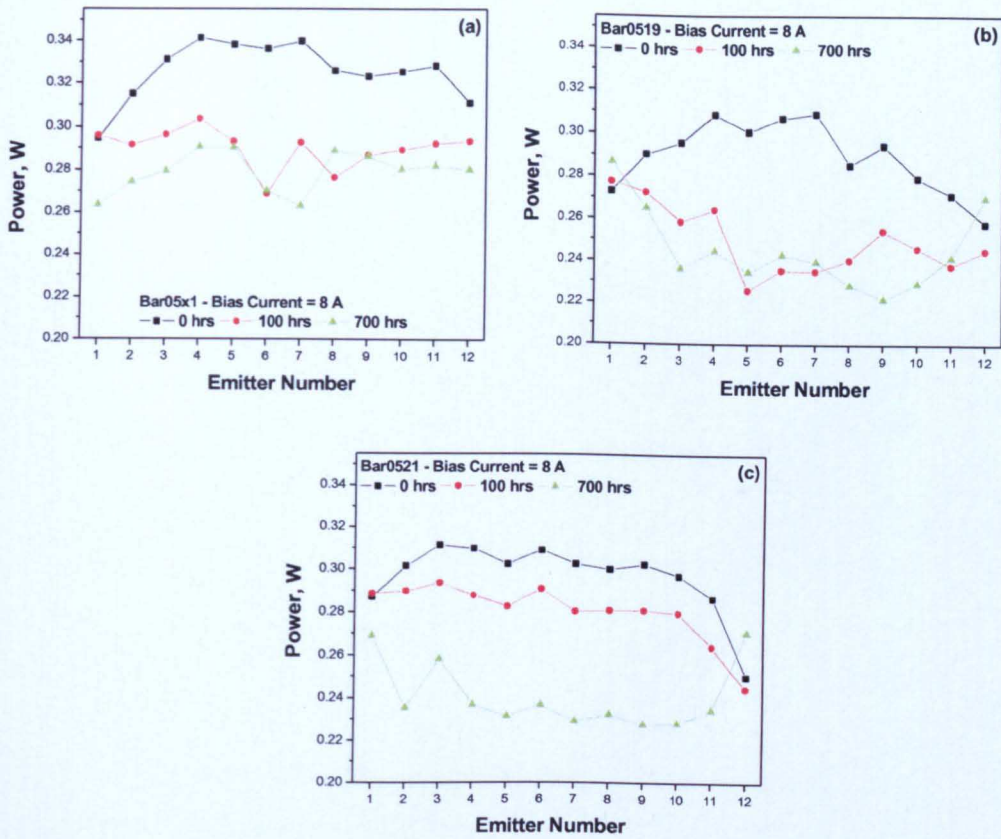 (a)
0.34
0.32
0.30
0.28
0.26
0.24
0.22
0.20
Power, W
Bar05x1 - Bias Current = 8 A
0 hrs 100 hrs 700 hrs
1 2 3 4 5 6 7 8 9 10 11 12
Emitter Number
Bar0519 - Bias Current = 8 A
0 hrs 100 hrs 700 hrs
(b)
0.34
0.30
0.26
0.24
0.22
0.20
Power, W
1 2 3 4 5 6 7 8 9 10 11 12
Emitter Number
Bar0521 - Bias Current = 8 A
0 hrs 100 hrs 700 hrs
(c)
0.34
0.30
0.28
0.26
0.24
0.22
0.20
Power, W
1 2 3 4 5 6 7 8 9 10 11 12
Emitter Number